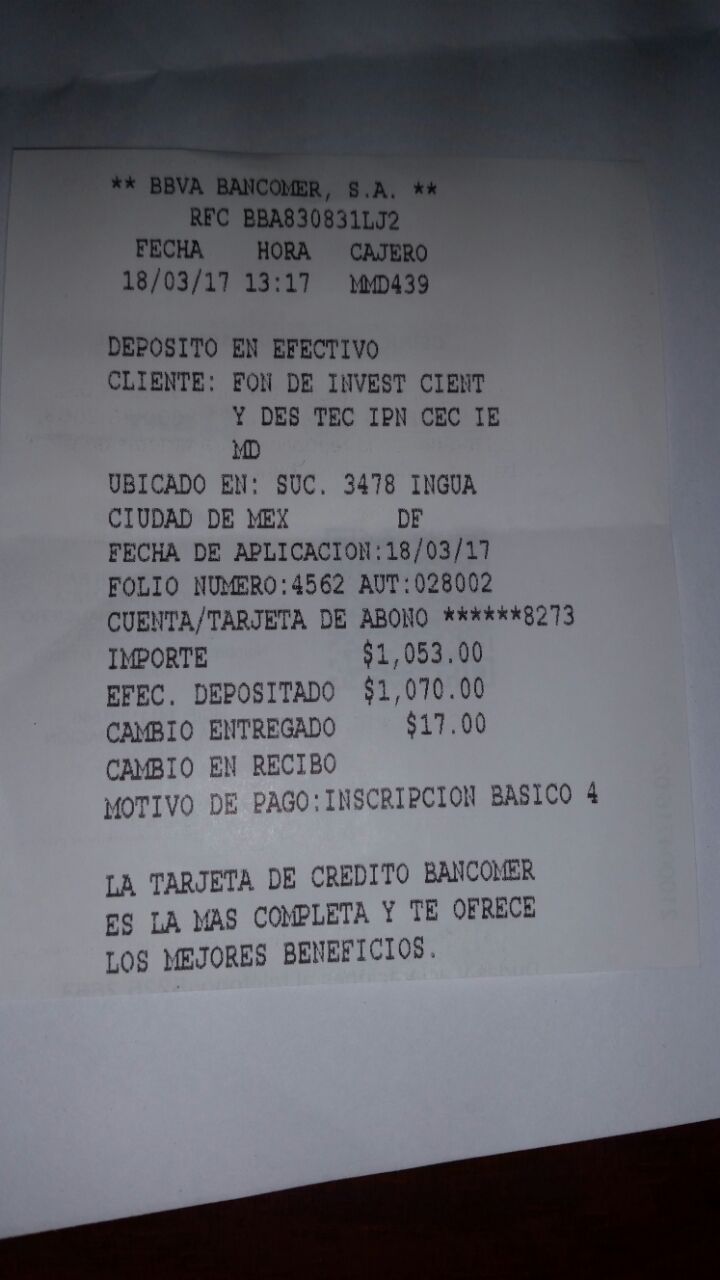 ** BBVA BANCOMER, S.A. **
RFC BBA830831LJ2
FECHA HORA CAJERO
18/03/17 13:17 MMD439
DEPOSITO EN EFECTIVO
CLIENTE: FON DE INVEST CIENT
Y DES TEC IPN CEC IE
MD
UBICADO EN: SUC. 3478 INGUA
CIUDAD DE MEX DF
FECHA DE APLICACION:18/03/17
FOLIO NUMERO:4562 AUT:028002
CUENTA/TARJETA DE ABONO ******8273
IMPORTE $1,053.00
EFEC. DEPOSITADO $1,070.00
CAMBIO ENTREGADO $17.00
CAMBIO EN RECIBO
MOTIVO DE PAGO:INSCRIPCION BASICO 4
LA TARJETA DE CREDITO BANCOMER
ES LA MAS COMPLETA Y TE OFRECE
LOS MEJORES BENEFICIOS.